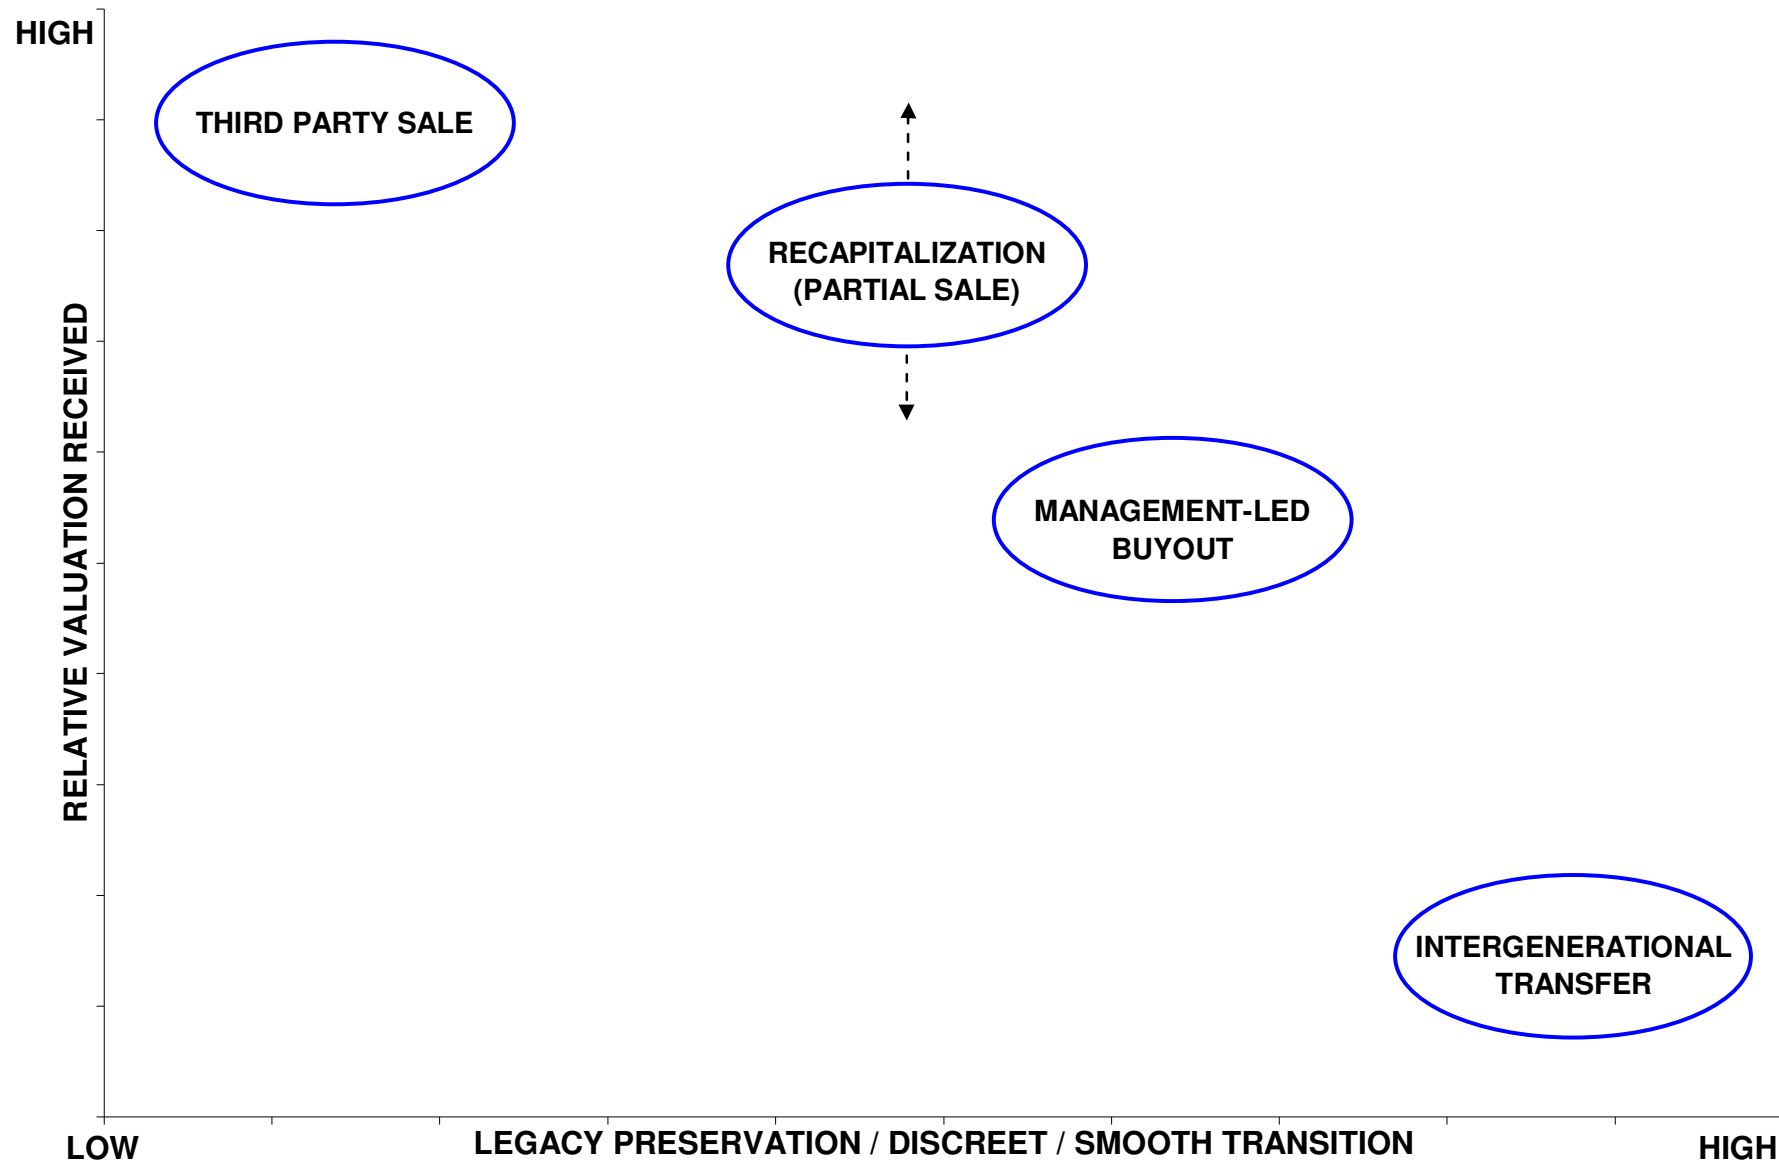 HIGH
THIRD PARTY SALE
RECAPITALIZATION
(PARTIAL SALE)
RELATIVE VALUATION RECEIVED
MANAGEMENT-LED
BUYOUT
INTERGENERATIONAL
TRANSFER
LOW
LEGACY PRESERVATION / DISCREET / SMOOTH TRANSITION
HIGH